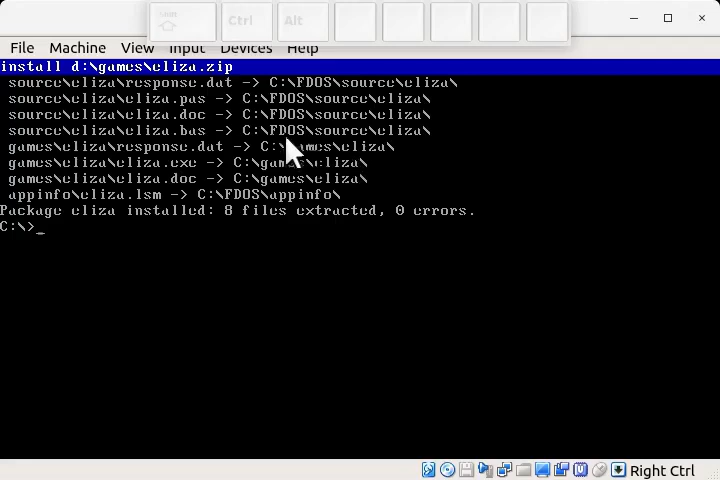 Shift Ctrl Alt
File Machine View Input Devices Help
install d:\games\eliza.zip
source\eliza\response.dat -> C:\FDOS\source\eliza\
source\eliza\eliza.pas -> C:\FDOS\source\eliza\
source\eliza\eliza.doc -> C:\FDOS\source\eliza\
source\eliza\eliza.bas -> C:\FDOS\source\eliza\
games\eliza\response.dat -> C:\games\eliza\
games\eliza\eliza.exe -> C:\games\eliza\
games\eliza\eliza.doc -> C:\games\eliza\
appinfo\eliza.lsm -> C:\FDOS\appinfo\
Package eliza installed: 8 files extracted, 0 errors.
C:\>_
Right Ctrl